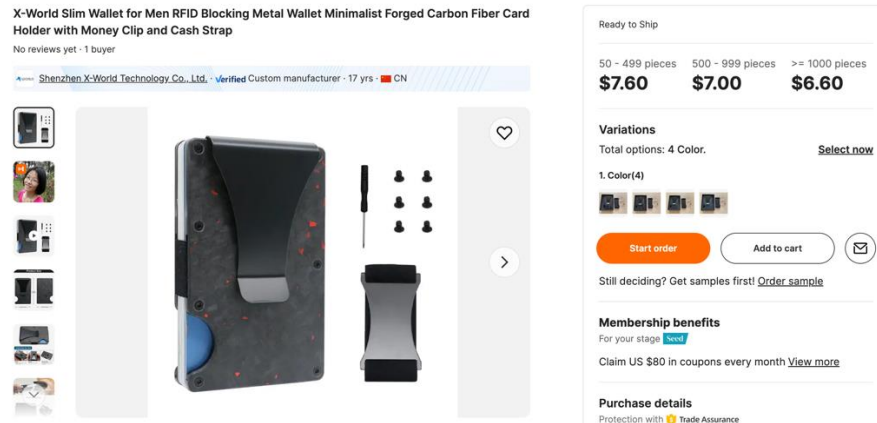 X-World Slim Wallet for Men RFID Blocking Metal Wallet Minimalist Forged Carbon Fiber Card
Holder with Money Clip and Cash Strap
No reviews yet · 1 buyer
Shenzhen X-World Technology Co., Ltd. · Verified Custom manufacturer · 17 yrs · CN
Ready to Ship
50 - 499 pieces 500 - 999 pieces >= 1000 pieces
$7.60 $7.00 $6.60
Variations
Total options: 4 Color. Select now
1. Color(4)
Start order Add to cart
Still deciding? Get samples first! Order sample
Membership benefits
For your stage Seed
Claim US $80 in coupons every month View more
Purchase details
Protection with Trade Assurance